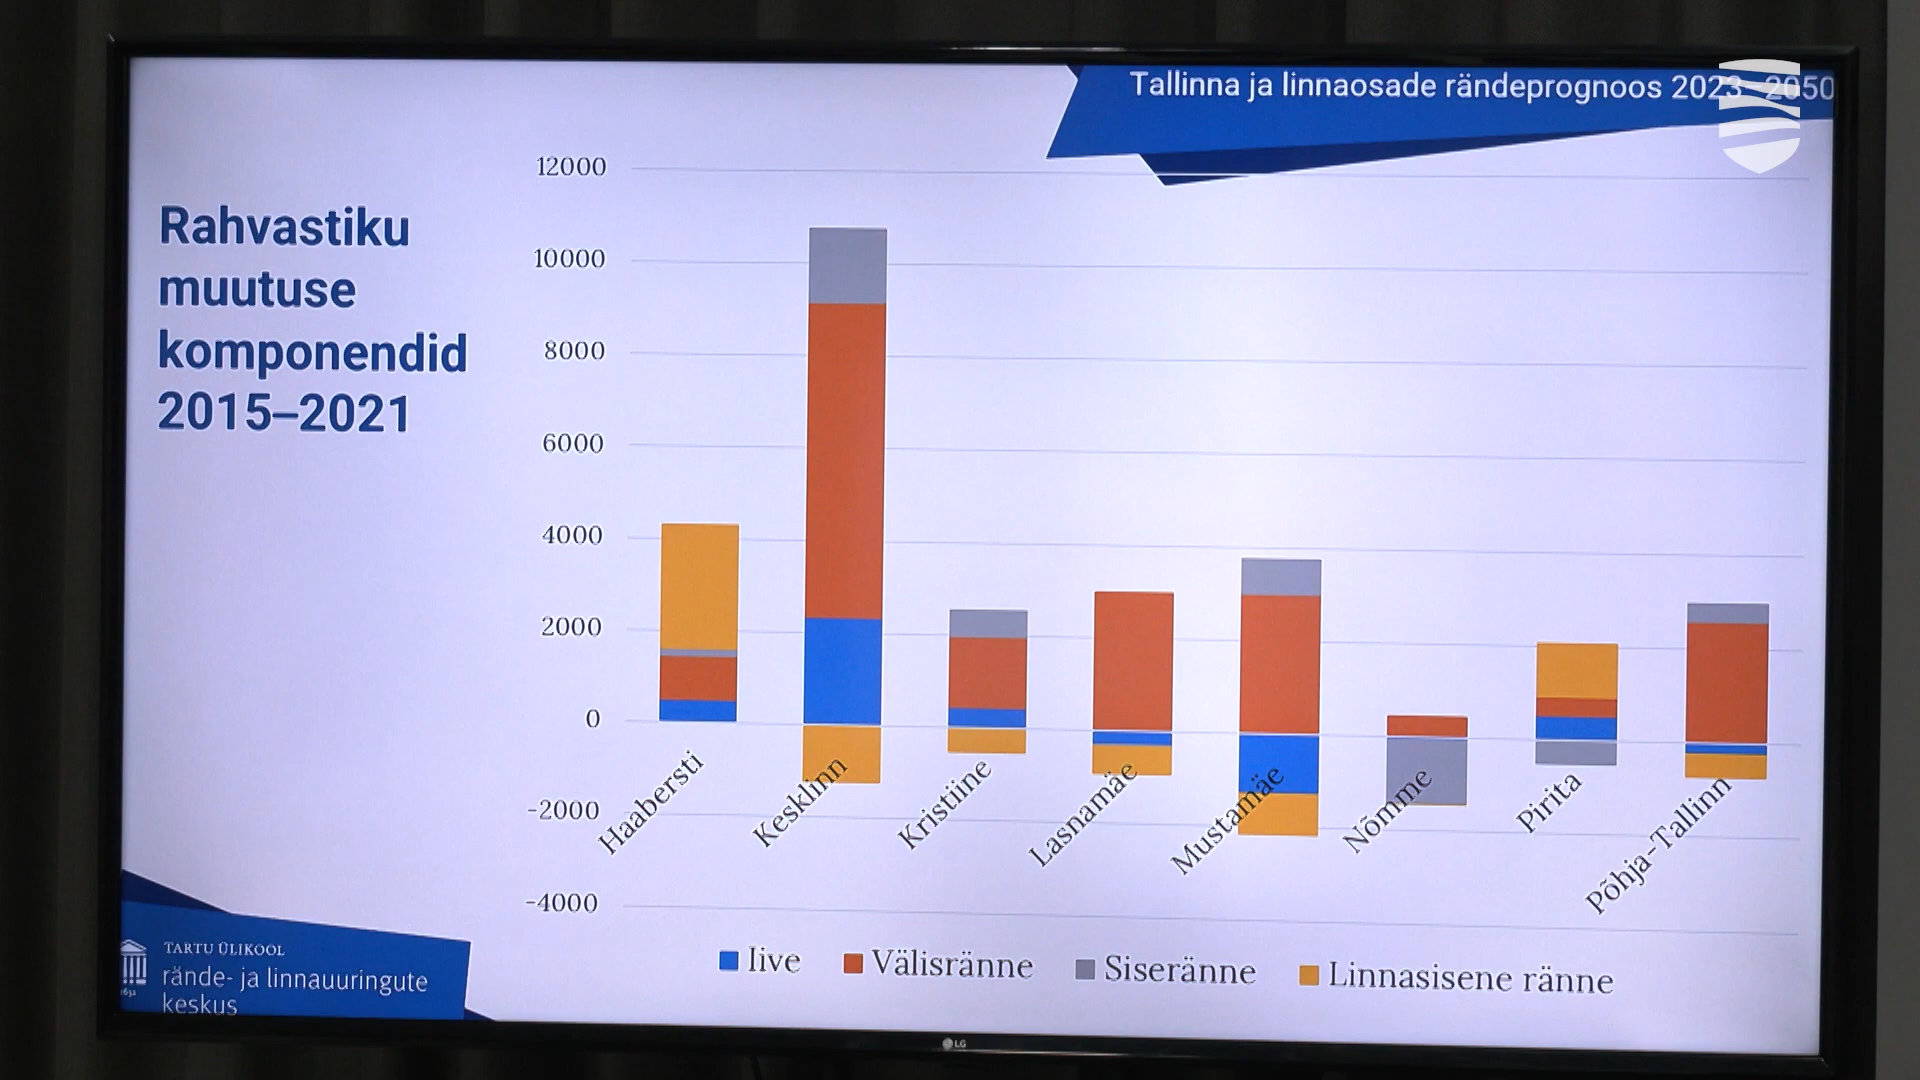 Tallinna ja linnaosade rändeprognoos 2023–2050
Rahvastiku
muutuse
komponendid
2015–2021
12000
10000
8000
6000
4000
2000
0
-2000
-4000
Haabersti
Kesklinn
Kristiine
Lasnamäe
Mustamäe
Nõmme
Pirita
Põhja-Tallinn
Iive
Välisränne
Siseränne
Linnasisene ränne
TARTU ÜLIKOOL
rände- ja linnauuringute
keskus
1632
LG